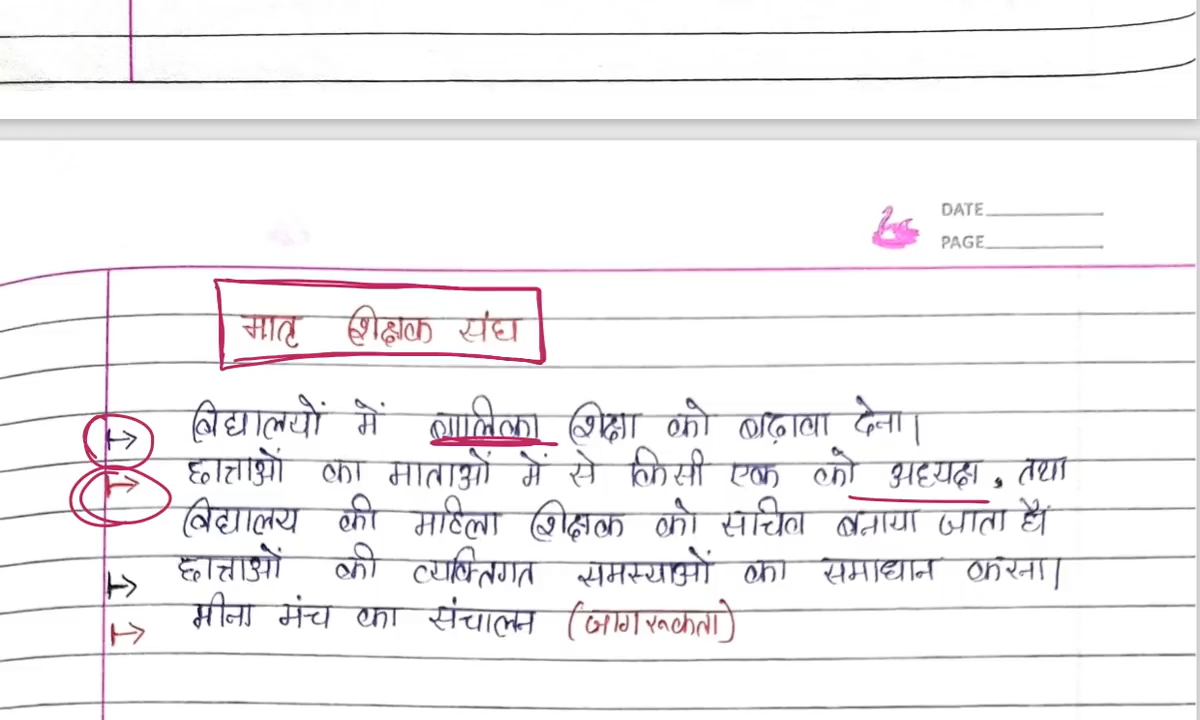 DATE
PAGE
मातृ शिक्षक संघ
↦ विद्यालयों में बालिका शिक्षा को बढ़ावा देना।
↦ छात्राओं का माताओं में से किसी एक को अध्यक्ष, तथा
विद्यालय की महिला शिक्षक को सचिव बनाया जाता है।
↦ छात्राओं की व्यक्तिगत समस्याओं का समाधान करना।
↦ मीना मंच का संचालन (जागरूकता)